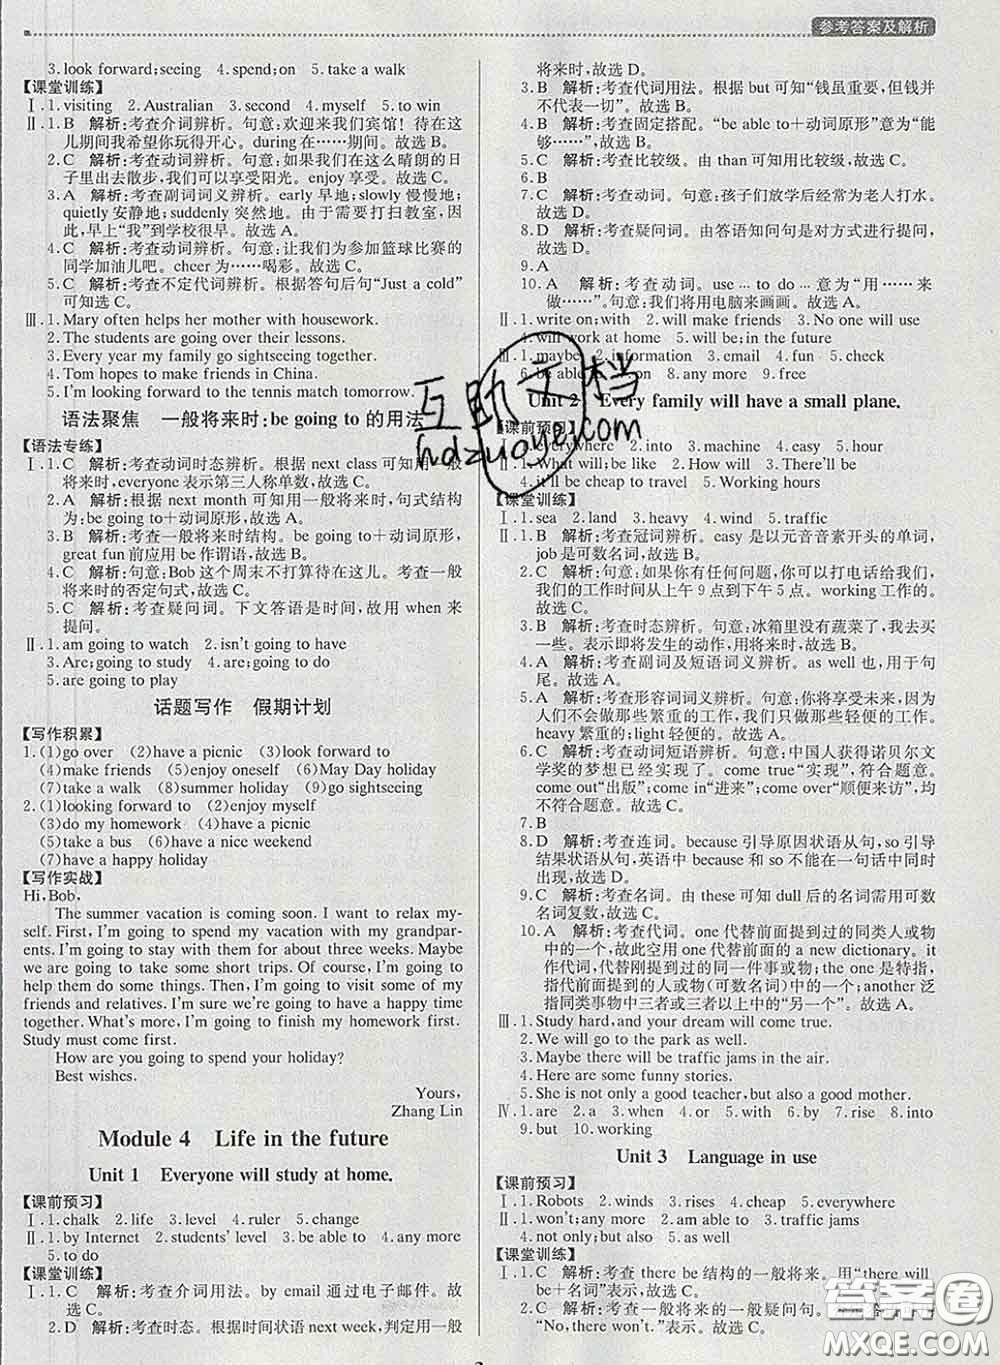 参考答案及解析
3. look forward;seeing 4. spend;on 5. take a walk
【课堂训练】
Ⅰ. 1. visiting 2. Australian 3. second 4. myself 5. to win
Ⅱ. 1. B 解析:考查介词辨析。句意:欢迎来我们宾馆!待在这
儿期间我希望你玩得开心。during在……期间。故选B。
2. C 解析:考查动词辨析。句意:如果我们在这么晴朗的日
子里出去散步,我们可以享受阳光。enjoy享受。故选C。
3. A 解析:考查副词词义辨析。early早地;slowly慢慢地;
quietly安静地;suddenly突然地。由于需要打扫教室,因
此,早上“我”到学校很早。故选A。
4. C 解析:考查动词辨析。句意:让我们为参加篮球比赛的
同学加油儿吧。cheer为……喝彩。故选C。
5. C 解析:考查不定代词辨析。根据答句后句“Just a cold”
可知选C。
Ⅲ. 1. Mary often helps her mother with housework.
2. The students are going over their lessons.
3. Every year my family go sightseeing together.
4. Tom hopes to make friends in China.
5. I'm looking forward to the tennis match tomorrow.
语法聚焦 一般将来时:be going to 的用法
【语法专练】
Ⅰ. 1. C 解析:考查动词时态辨析。根据next class可知用一般
将来时,everyone表示第三人称单数,故选C。
2. A 解析:根据next month可知用一般将来时,句式结构
为:be going to+动词原形,故选A。
3. B 解析:考查一般将来时结构。be going to+动词原形,
great fun前应用be作谓语,故选B。
4. C 解析:句意:Bob这个周末不打算待在这儿。考查一般
将来时的否定句式,故选C。
5. C 解析:考查疑问词。下文答语是时间,故应用when来
提问。
Ⅱ. 1. am going to watch 2. isn't going to have
3. Are;going to study 4. are;going to do
5. are going to play
话题写作 假期计划
【写作积累】
1. (1)go over (2)have a picnic (3)look forward to
(4)make friends (5)enjoy oneself (6)May Day holiday
(7)take a walk (8)summer holiday (9)go sightseeing
2. (1)looking forward to (2)enjoy myself
(3)do my homework (4)have a picnic
(5)take a bus (6)have a nice weekend
(7)have a happy holiday
【写作实战】
Hi,Bob,
The summer vacation is coming soon. I want to relax my-
self. First, I'm going to spend my vacation with my grandpar-
ents. I'm going to stay with them for about three weeks. Maybe
we are going to take some short trips. Of course, I'm going to
help them do some things. Then, I'm going to visit some of my
friends and relatives. I'm sure we're going to have a happy time
together. What's more, I'm going to finish my homework first.
Study must come first.
How are you going to spend your holiday?
Best wishes.
Yours,
Zhang Lin
Module 4 Life in the future
Unit 1 Everyone will study at home.
【课前预习】
Ⅰ. 1. chalk 2. life 3. level 4. ruler 5. change
Ⅱ. 1. by Internet 2. students' level 3. be able to 4. any more
5. to do
【课堂训练】
Ⅰ. 1. C 解析:考查介词用法。by email通过电子邮件。故
选C。
2. D 解析:考查时态。根据时间状语next week,判定用一般
将来时,故选D。
3. B 解析:考查代词用法。根据but可知“钱虽重要,但钱并
不代表一切”。故选B。
4. B 解析:考查固定搭配。“be able to+动词原形”意为“能
够……”。故选B。
5. C 解析:考查比较级。由than可知用比较级,故选C。
6. B
7. C 解析:考查动词。句意:孩子们放学后经常为老人打水。
故选C。
8. D 解析:考查疑问词。由答语知问句是对方式进行提问,
故选D。
9. A
10. A 解析:考查动词。use … to do … 意为“用……来
做……”。句意:我们将用电脑来画画。故选A。
Ⅱ. 1. write on;with 2. will make friends 3. No one will use
4. will work at home 5. will be;in the future
Ⅲ. 1. maybe 2. information 3. email 4. fun 5. check
6. be able to 8. any more 9. free 10. if
Unit 2 Every family will have a small plane.
【课前预习】
Ⅰ. 1. everywhere 2. into 3. machine 4. easy 5. hour
Ⅱ. 1. What will;be like 2. How will 3. There'll be
4. it'll be cheap to travel 5. Working hours
【课堂训练】
Ⅰ. 1. sea 2. land 3. heavy 4. wind 5. traffic
Ⅱ. 1. B 解析:考查冠词辨析。easy是以元音音素开头的单词,
job是可数名词,故选B。
2. C 解析:句意:如果你有任何问题,你可以打电话给我们,
我们的工作时间从上午9点到下午5点。working工作的。
故选C。
3. B 解析:考查时态辨析。句意:冰箱里没有蔬菜了,我去买
一些。表示即将发生的动作,用将来时。故选B。
4. A 解析:考查副词及短语词义辨析。as well也,用于句
尾。故选A。
5. A 解析:考查形容词词义辨析。句意:你将享受未来,因为
机器人们会做那些繁重的工作,我们只做那些轻便的工作。
heavy繁重的;light轻便的。故选A。
6. C 解析:考查动词短语辨析。句意:中国人获得诺贝尔文
学奖的梦想已经实现了。come true“实现”,符合题意。
come out“出版”;come in“进来”;come over“顺便来访”,均
不符合题意。故选C。
7. B
8. D 解析:考查连词。because引导原因状语从句,so引导
结果状语从句,英语中because和so不能在一句话中同时
出现,故选D。
9. C 解析:考查名词。由these可知dull后的名词需用可数
名词复数,故选C。
10. A 解析:考查代词。one代替前面提到过的同类人或物
中的一个,故此空用one代替前面的a new dictionary。it
作代词,代替刚提到过的同一件事或物;the one是特指,
指代前面提到的人或物(可数名词)中的一个;another泛
指同类事物中三者或三者以上中的“另一个”。故选A。
Ⅲ. 1. Study hard, and your dream will come true.
2. We will go to the park as well.
3. Maybe there will be traffic jams in the air.
4. Here are some funny stories.
5. She is not only a good teacher, but also a good mother.
Ⅳ. 1. are 2. a 3. when 4. or 5. with 6. by 7. rise 8. into
9. but 10. working
Unit 3 Language in use
【课前预习】
Ⅰ. 1. Robots 2. winds 3. rises 4. cheap 5. everywhere
Ⅱ. 1. won't;any more 2. am able to 3. traffic jams
4. not only;but also
【课堂训练】
Ⅰ. 1. C 解析:考查there be结构的一般将来。用“there will
be+名词”表示。故选C。
2. C 解析:考查there be的一般疑问句。
“No, there won't.”表示。故选C。
互助文档
hdzuoye.com
答案圈
MXQE.COM